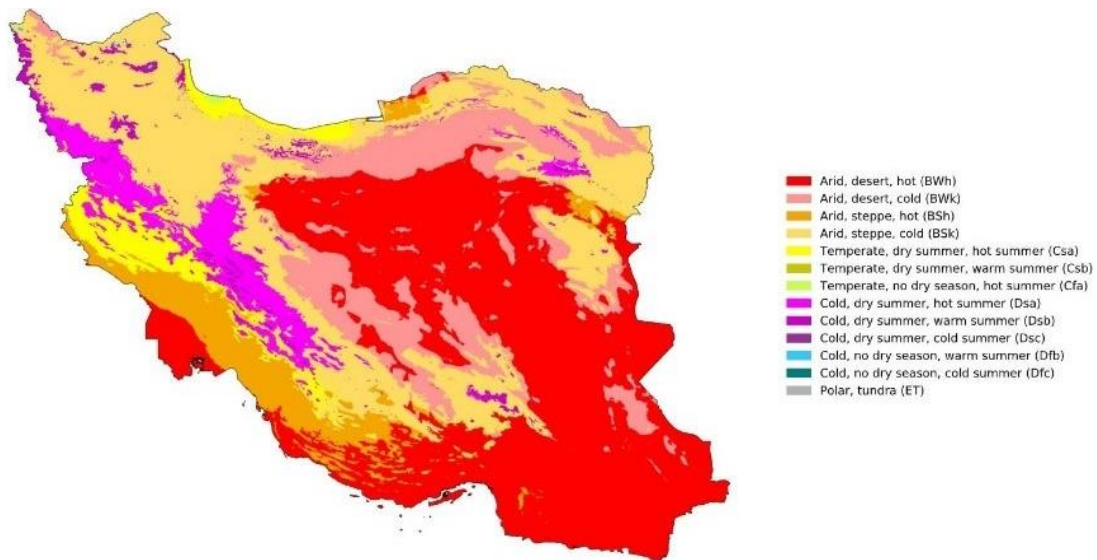 Arid, desert, hot (BWh)
Arid, desert, cold (BWk)
Arid, steppe, hot (BSh)
Arid, steppe, cold (BSk)
Temperate, dry summer, hot summer (Csa)
Temperate, dry summer, warm summer (Csb)
Temperate, no dry season, hot summer (Cfa)
Cold, dry summer, hot summer (Dsa)
Cold, dry summer, warm summer (Dsb)
Cold, dry summer, cold summer (Dsc)
Cold, no dry season, warm summer (Dfb)
Cold, no dry season, cold summer (Dfc)
Polar, tundra (ET)